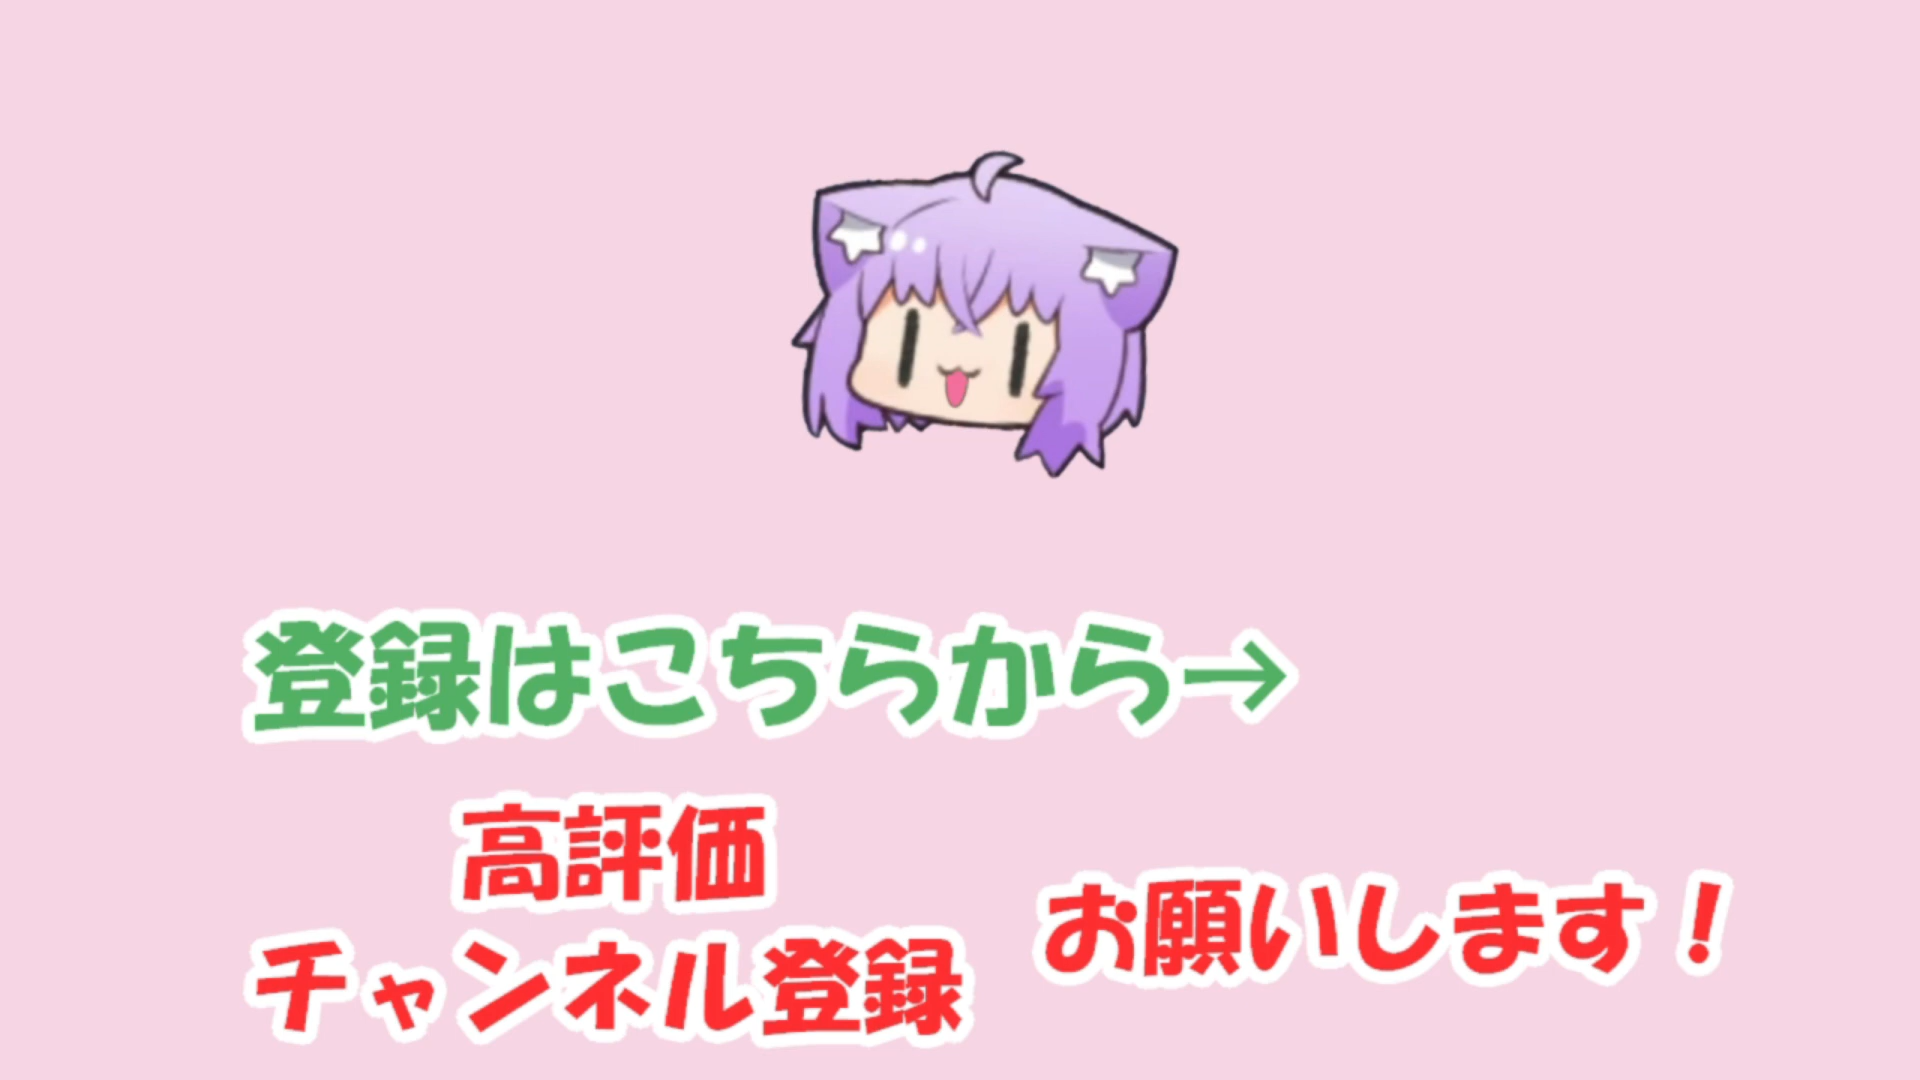 登録はこちらから→
高評価
チャンネル登録
お願いします！